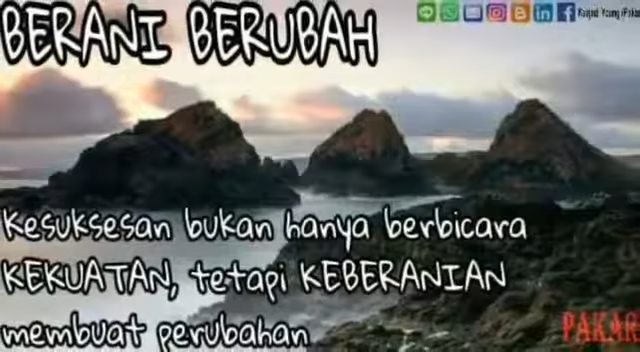 BERANI BERUBAH
Kesuksesan bukan hanya berbicara
KEKUATAN, tetapi KEBERANIAN
membuat perubahan
PAKAR